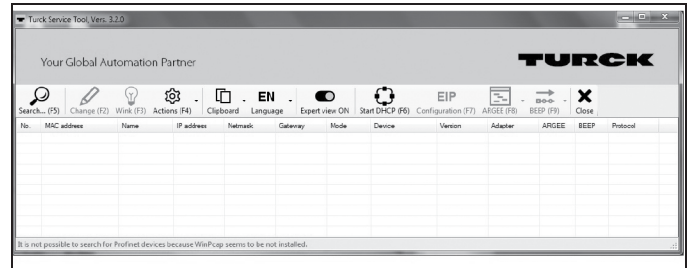 Turck Service Tool, Vers. 3.2.0
Your Global Automation Partner
TURCK
Search... (F5) Change (F2) Wink (F3) Actions (F4) Clipboard EN Language Expert view ON Start DHCP (F6) EIP Configuration (F7) ARGEE (F8) BEEP (F9) Close
No. MAC address Name IP address Netmask Gateway Mode Device Version Adapter ARGEE BEEP Protocol
It is not possible to search for Profinet devices because WinPcap seems to be not installed.